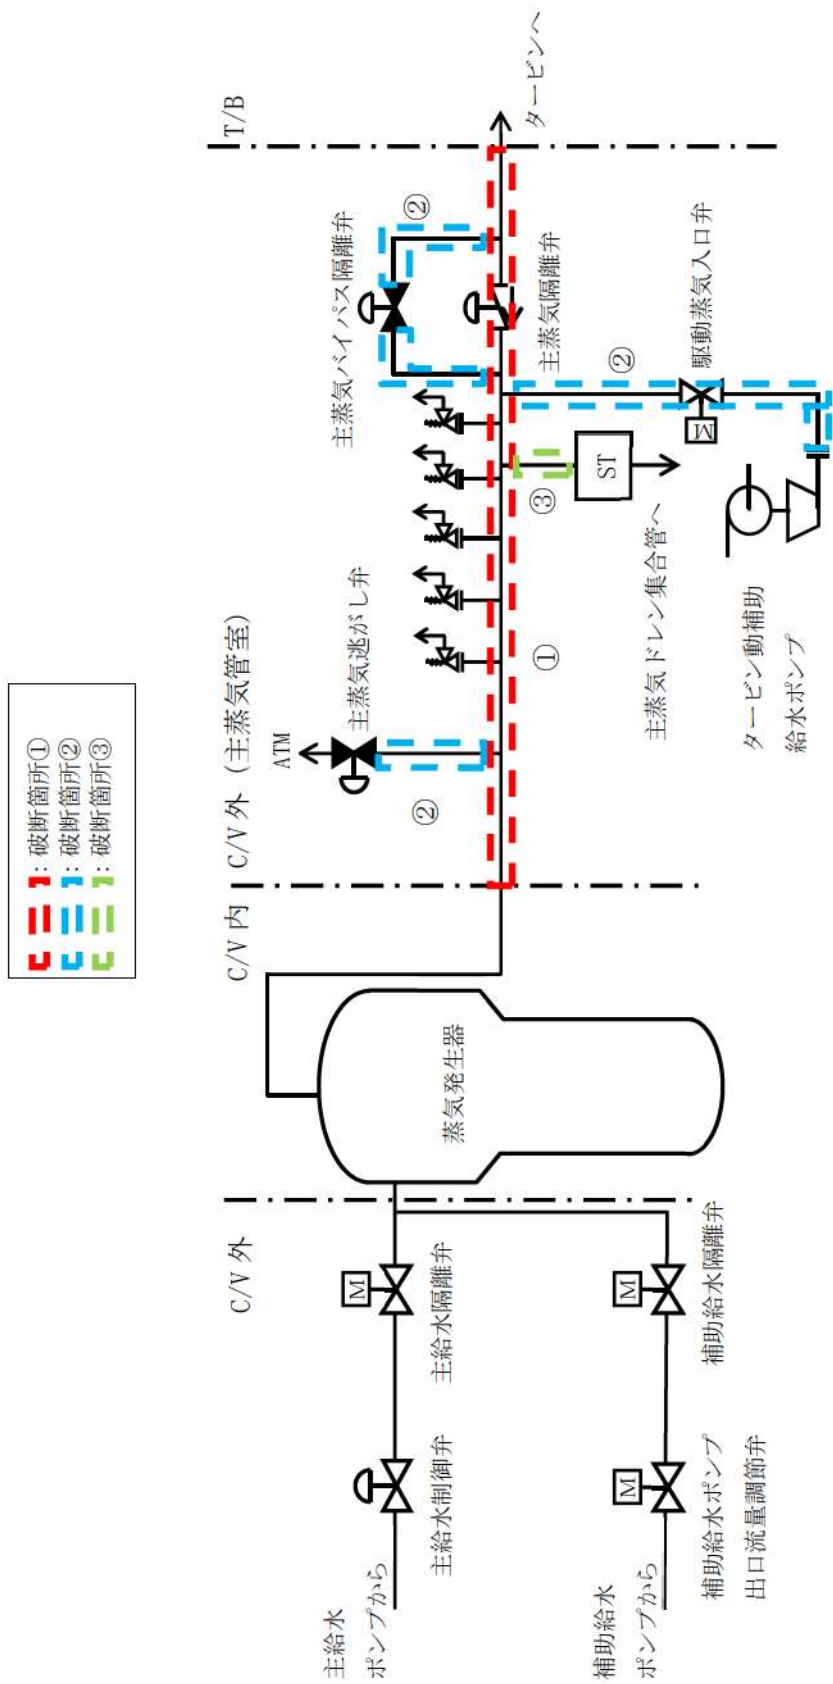 :破断箇所①
:破断箇所②
:破断箇所③
C/V 外
C/V 内
C/V 外 (主蒸気管室)
T/B
主給水
ポンプから
主給水制御弁
M
主給水隔離弁
補助給水
ポンプから
M
補助給水ポンプ
出口流量調節弁
M
補助給水隔離弁
蒸気発生器
ATM
主蒸気逃がし弁
②
①
主蒸気バイパス隔離弁
②
主蒸気隔離弁
タービンへ
③
ST
主蒸気ドレン集合管へ
②
M
駆動蒸気入口弁
タービン動補助
給水ポンプ